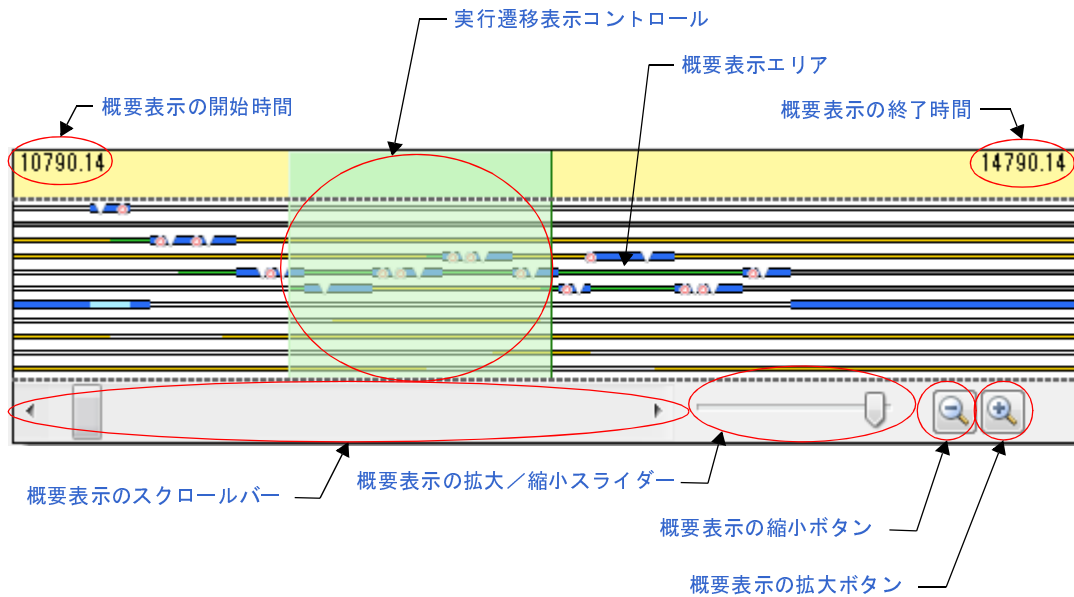 実行遷移表示コントロール
概要表示エリア
概要表示の開始時間
概要表示の終了時間
10790.14
14790.14
概要表示の拡大／縮小スライダー
概要表示のスクロールバー
概要表示の縮小ボタン
概要表示の拡大ボタン